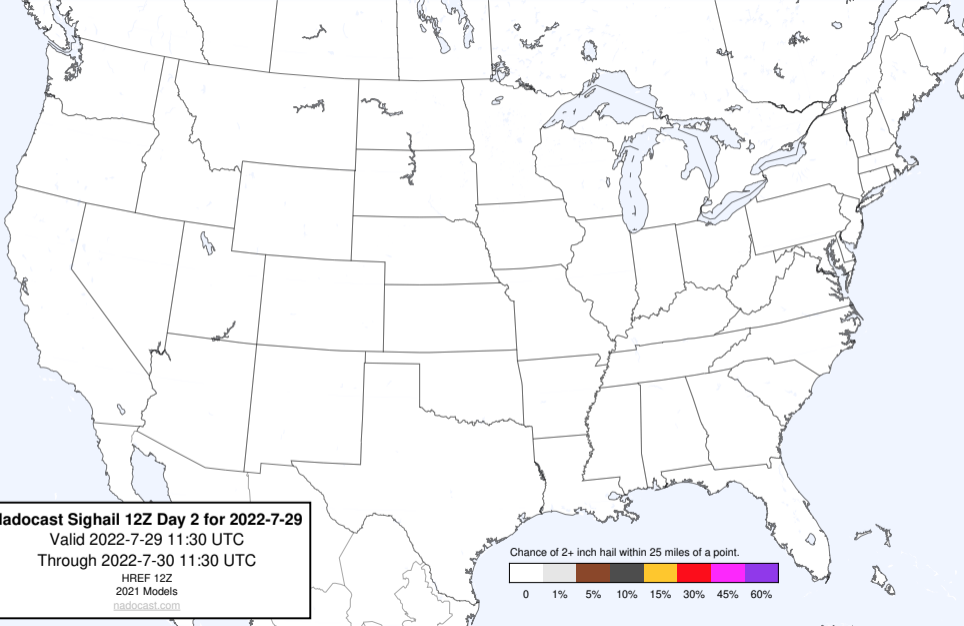 adocast Sighail 12Z Day 2 for 2022-7-29
Valid 2022-7-29 11:30 UTC
Through 2022-7-30 11:30 UTC
HREF 12Z
2021 Models
nadocast.com
Chance of 2+ inch hail within 25 miles of a point.
0 1% 5% 10% 15% 30% 45% 60%